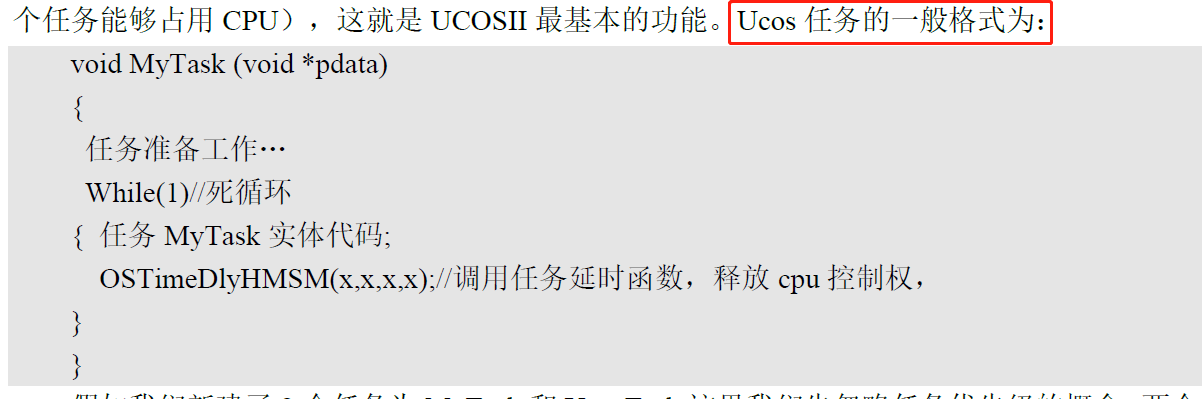 个任务能够占用 CPU），这就是 UCOSII 最基本的功能。Ucos 任务的一般格式为：
void MyTask (void *pdata)
{
任务准备工作…
While(1)//死循环
{ 任务 MyTask 实体代码;
OSTimeDlyHMSM(x,x,x,x);//调用任务延时函数，释放 cpu 控制权，
}
}